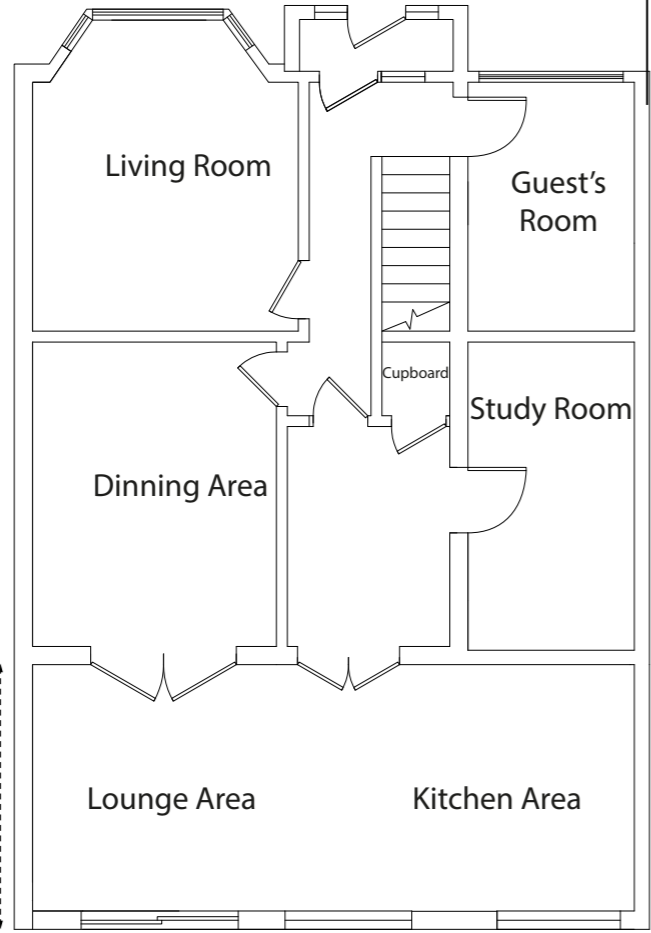 Living Room
Guest's
Room
Cupboard
Study Room
Dinning Area
Lounge Area
Kitchen Area